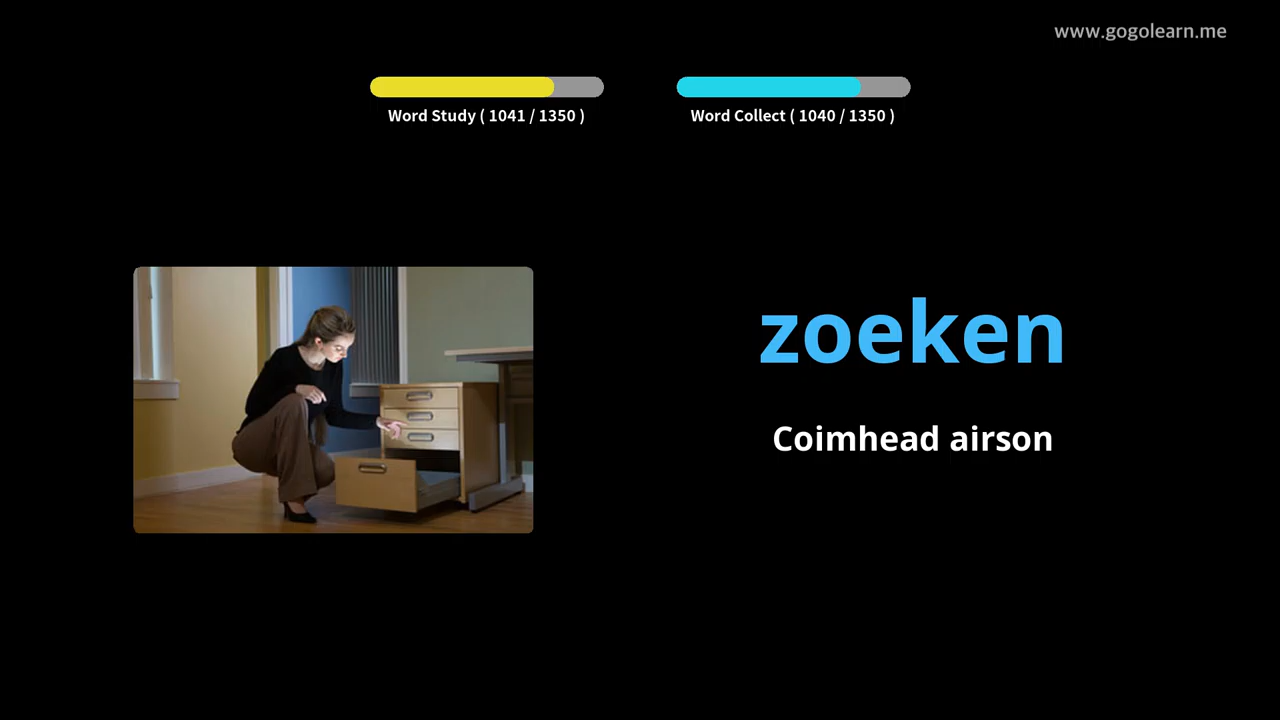 www.gogolearn.me
Word Study ( 1041 / 1350 )
Word Collect ( 1040 / 1350 )
zoeken
Coimhead airson